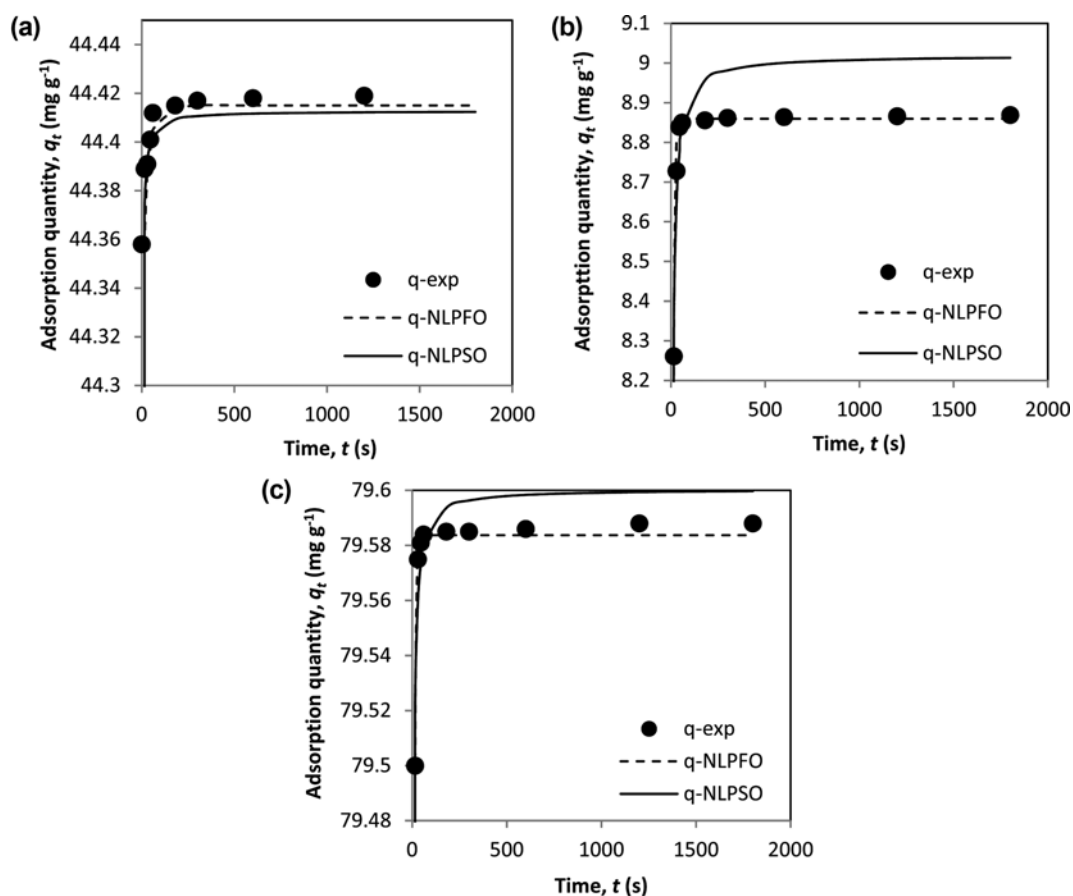 (a)
44.44
44.42
44.4
44.38
44.36
44.34
44.32
44.3
Adsorption quantity, qt (mg g-1)
q-exp
q-NLPFO
q-NLPSO
0 500 1000 1500 2000
Time, t (s)
(b)
9.1
9
8.9
8.8
8.7
8.6
8.5
8.4
8.3
8.2
Adsorpttion quantity, qt (mg g-1)
q-exp
q-NLPFO
q-NLPSO
0 500 1000 1500 2000
Time, t (s)
(c)
79.6
79.58
79.56
79.54
79.52
79.5
79.48
Adsorption quantity, qt (mg g-1)
q-exp
q-NLPFO
q-NLPSO
0 500 1000 1500 2000
Time, t (s)